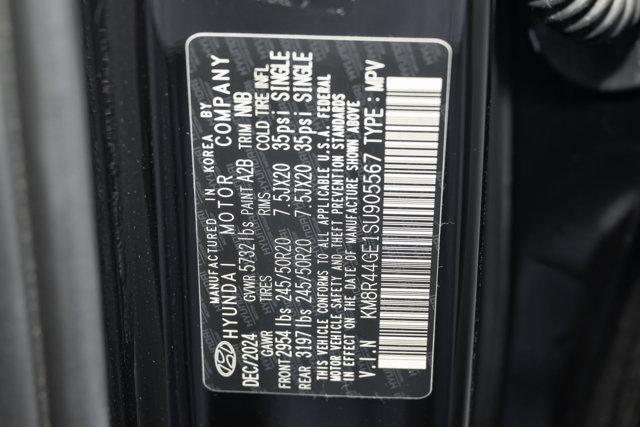 MANUFACTURED IN KOREA BY
HYUNDAI MOTOR COMPANY
DEC/2024 GVWR 5732lbs PAINT A2B TRIM NNB
GAWR TIRES RIMS COLD TIRE INFL
FRONT 2954 lbs 245/50R20 7.5JX20 35psi SINGLE
REAR 3197 lbs 245/50R20 7.5JX20 35psi SINGLE
THIS VEHICLE CONFORMS TO ALL APPLICABLE U.S.A. FEDERAL
MOTOR VEHICLE SAFETY AND THEFT PREVENTION STANDARDS
IN EFFECT ON THE DATE OF MANUFACTURE SHOWN ABOVE
V.I.N KM8R44GE1SU905567 TYPE : MPV